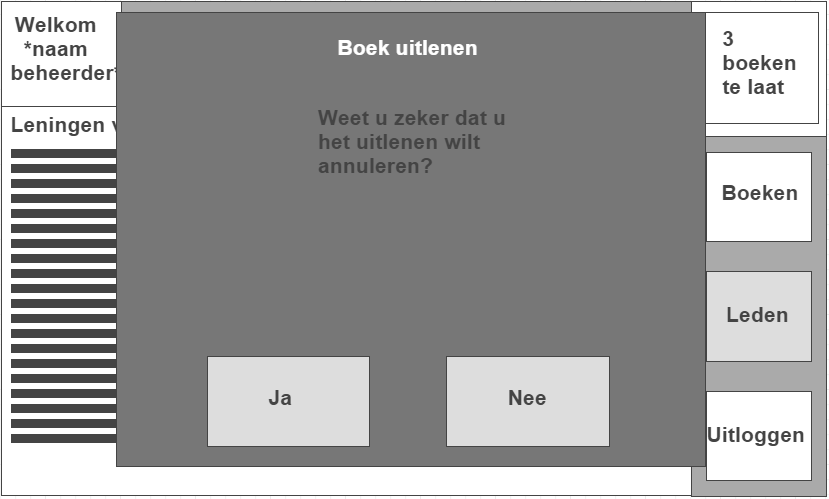 Welkom
*naam
beheerder*
Leningen
Boek uitlenen
Weet u zeker dat u
het uitlenen wilt
annuleren?
Ja
Nee
3
boeken
te laat
Boeken
Leden
Uitloggen